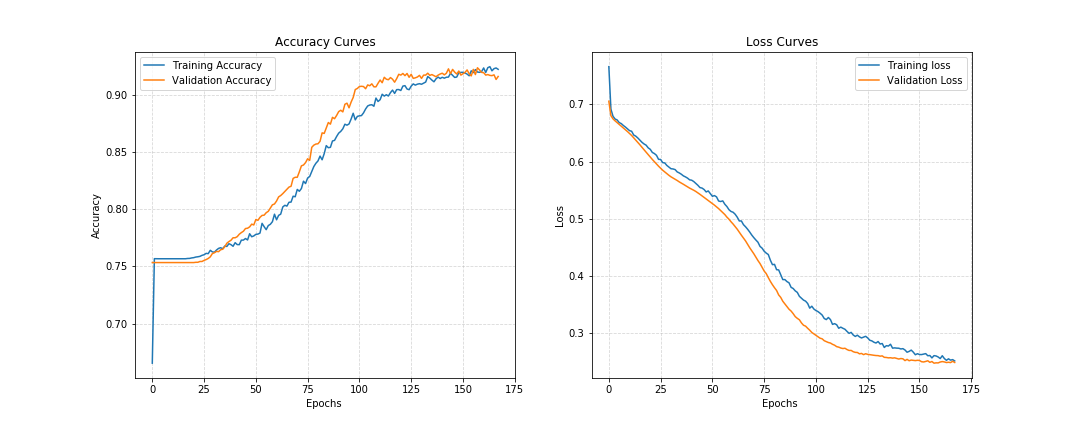 Accuracy Curves
Training Accuracy
Validation Accuracy
0.90
0.85
0.80
0.75
0.70
Accuracy
0 25 50 75 100 125 150 175
Epochs
Loss Curves
Training loss
Validation Loss
0.7
0.6
0.5
0.4
0.3
Loss
0 25 50 75 100 125 150 175
Epochs